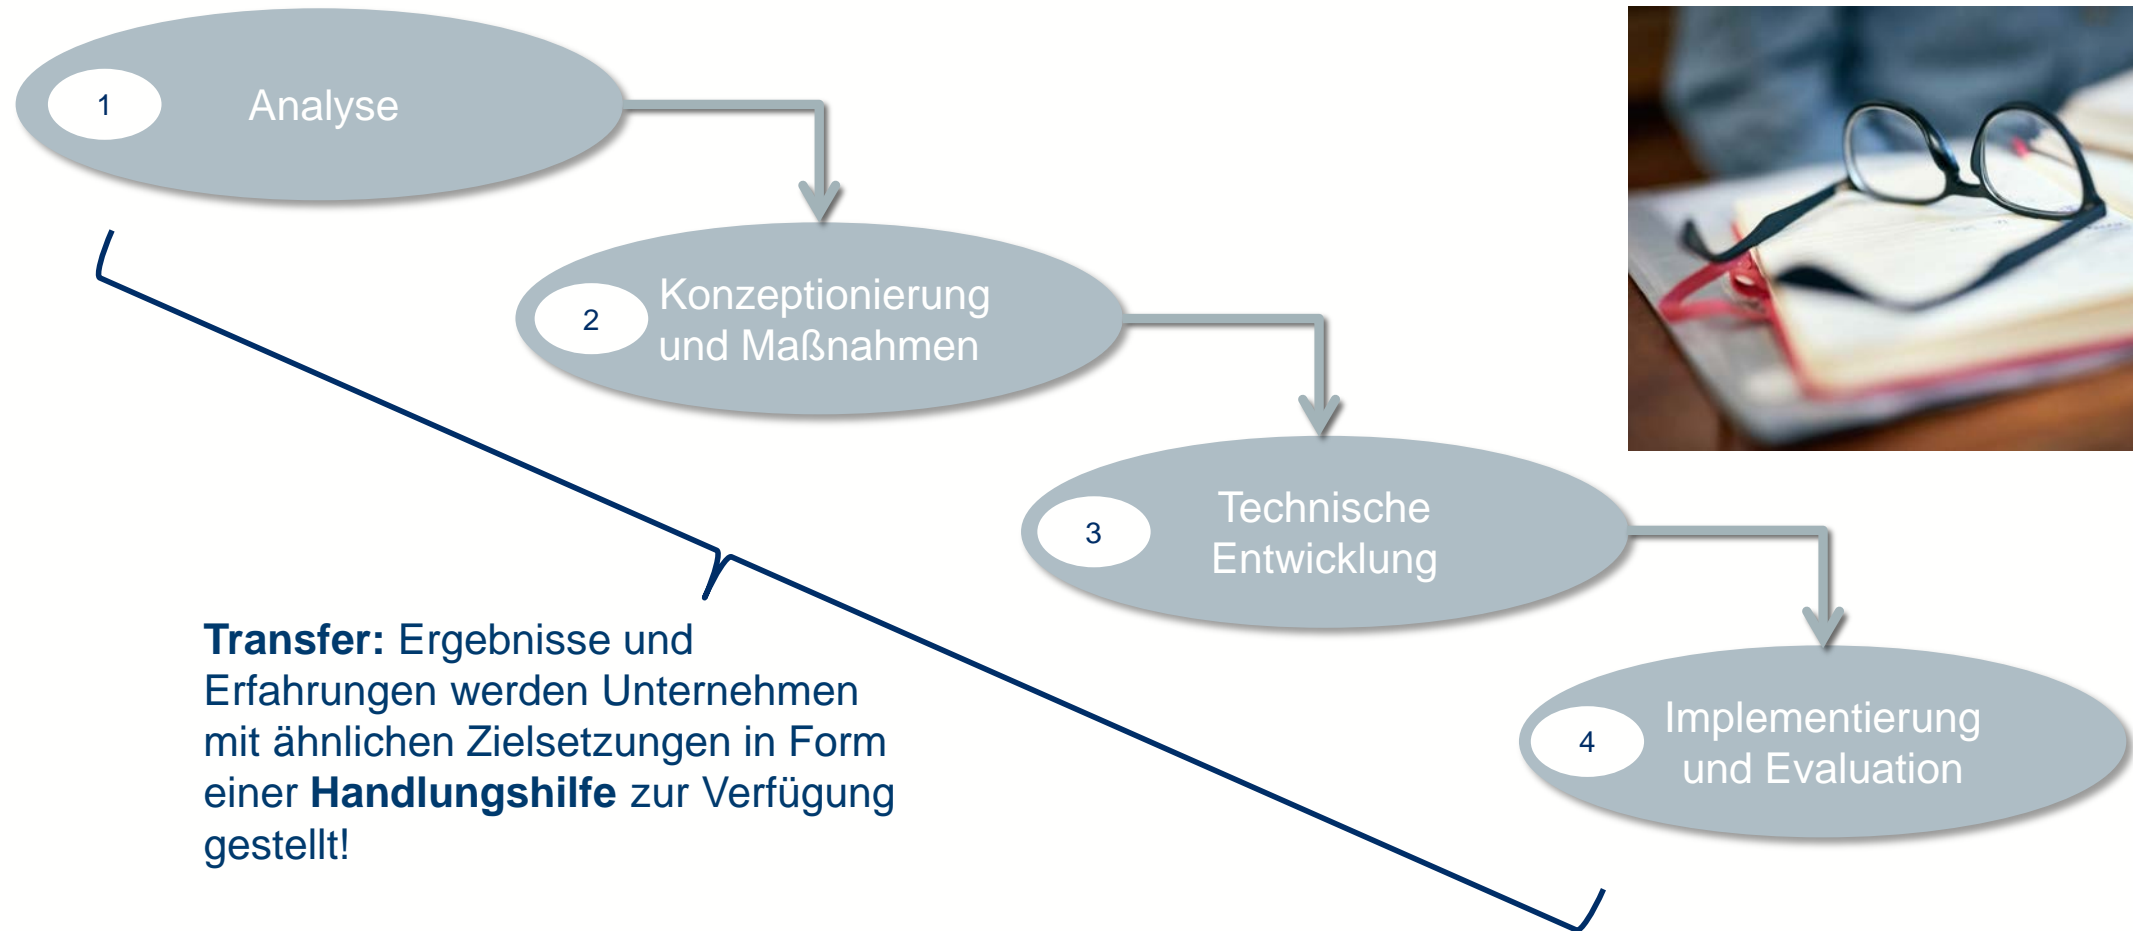 1
Analyse
2
Konzeptionierung
und Maßnahmen
3
Technische
Entwicklung
4
Implementierung
und Evaluation
Transfer: Ergebnisse und
Erfahrungen werden Unternehmen
mit ähnlichen Zielsetzungen in Form
einer Handlungshilfe zur Verfügung
gestellt!